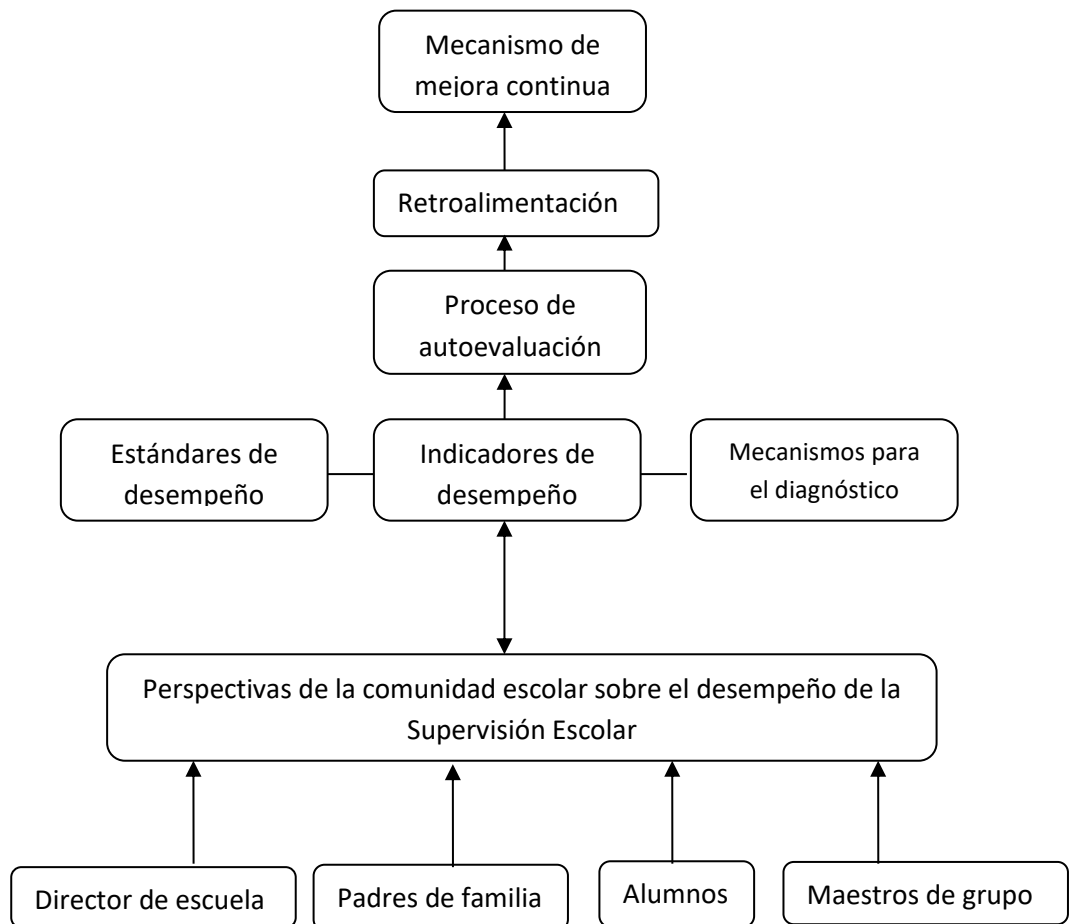 Mecanismo de
mejora continua
Retroalimentación
Proceso de
autoevaluación
Estándares de
desempeño
Indicadores de
desempeño
Mecanismos para
el diagnóstico
Perspectivas de la comunidad escolar sobre el desempeño de la
Supervisión Escolar
Director de escuela
Padres de familia
Alumnos
Maestros de grupo